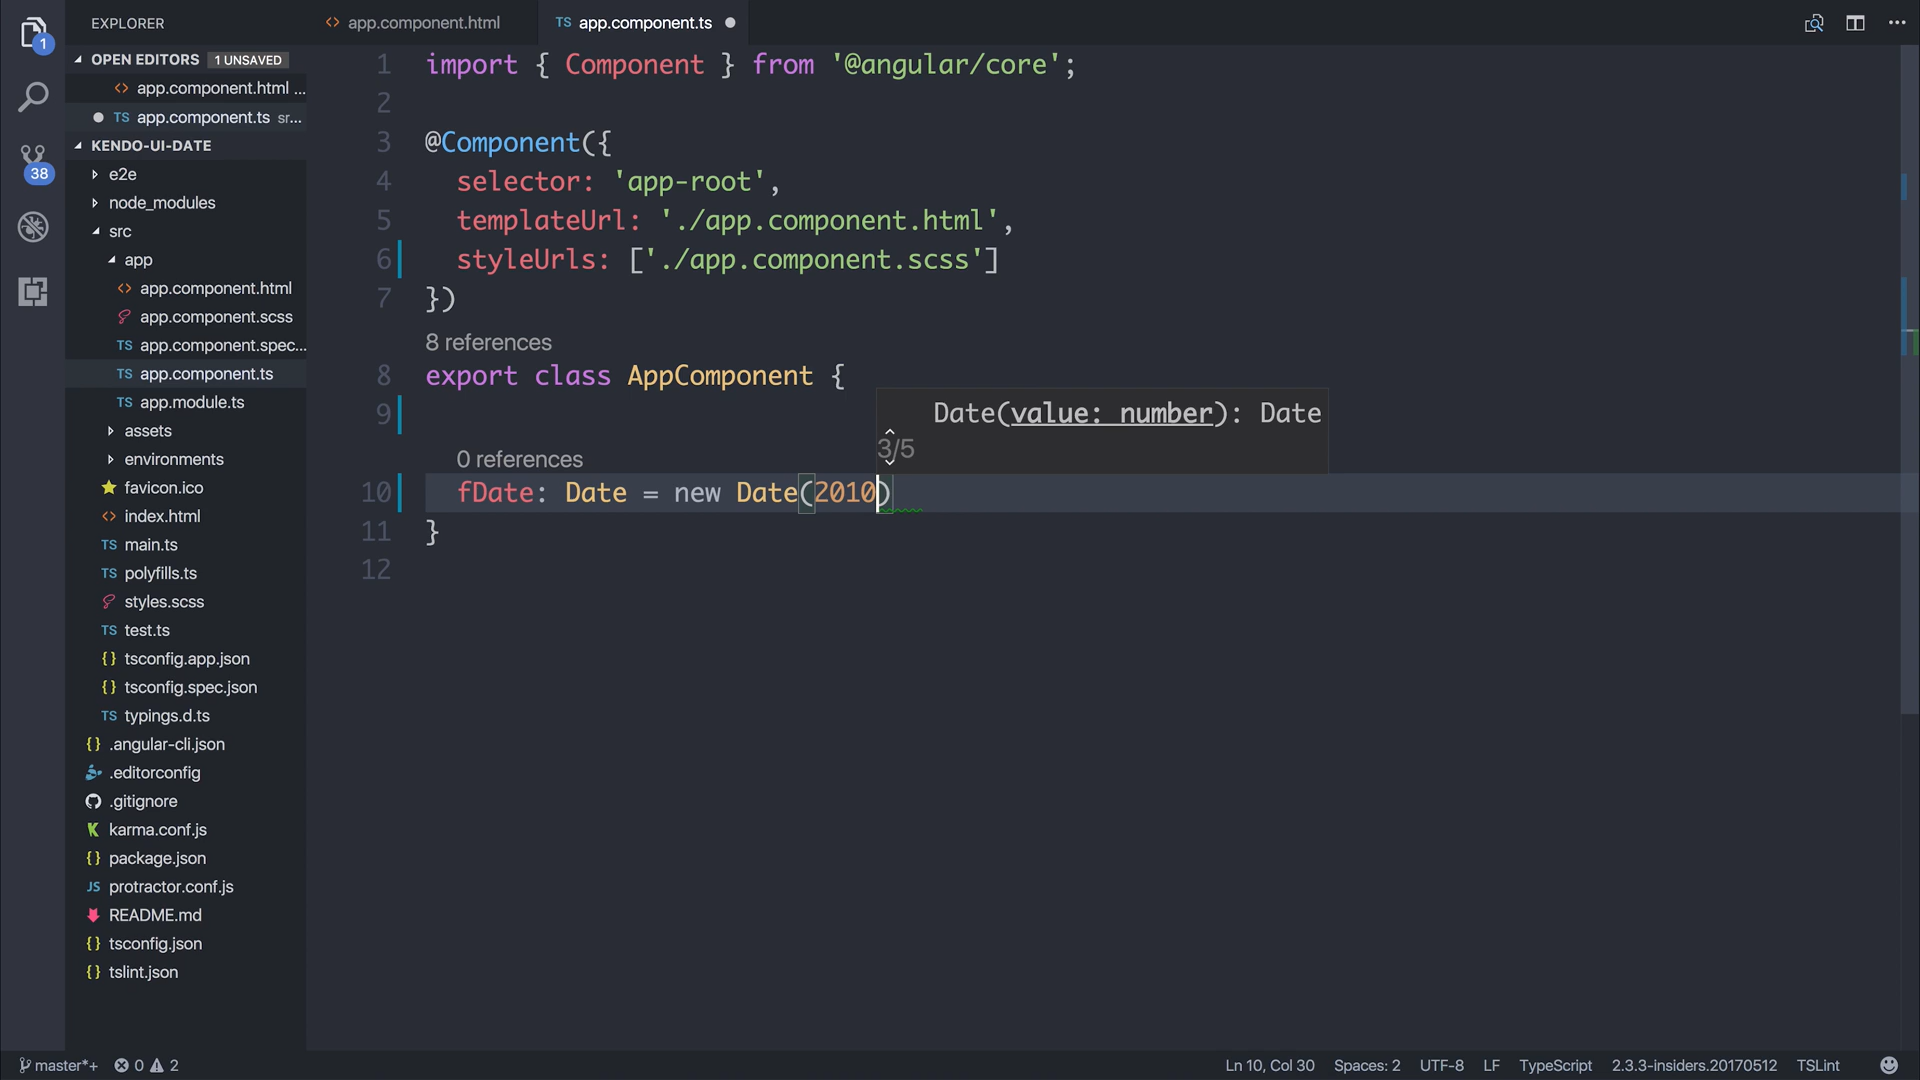 1
38
EXPLORER
OPEN EDITORS 1 UNSAVED
app.component.html ...
TS app.component.ts sr...
KENDO-UI-DATE
e2e
node_modules
src
app
app.component.html
app.component.scss
TS app.component.spec...
TS app.component.ts
TS app.module.ts
assets
environments
favicon.ico
<> index.html
TS main.ts
TS polyfills.ts
styles.scss
TS test.ts
{} tsconfig.app.json
{} tsconfig.spec.json
TS typings.d.ts
{} .angular-cli.json
.editorconfig
.gitignore
K karma.conf.js
{} package.json
JS protractor.conf.js
README.md
{} tsconfig.json
{} tslint.json
<> app.component.html
TS app.component.ts
1 import { Component } from '@angular/core';
2
3 @Component({
4 selector: 'app-root',
5 templateUrl: './app.component.html',
6 styleUrls: ['./app.component.scss']
7 })
8 references
8 export class AppComponent {
9
Date(value: number): Date
3/5
0 references
10 fDate: Date = new Date(2010)
11 }
12
master*+ 0 2
Ln 10, Col 30 Spaces: 2 UTF-8 LF TypeScript 2.3.3-insiders.20170512 TSLint